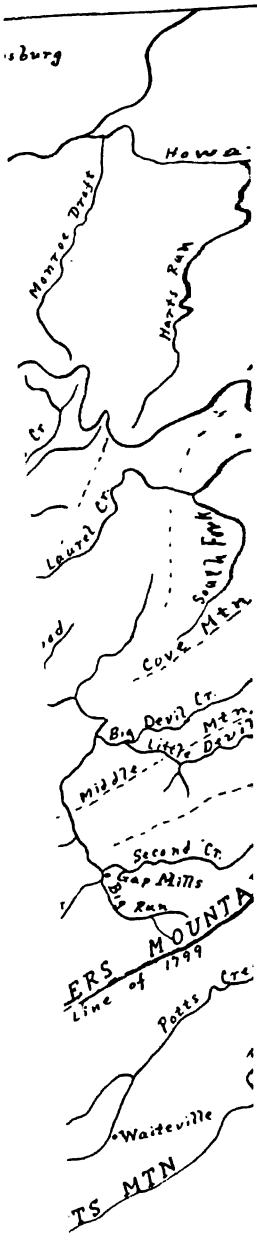 sburg
Howa
Monroe Draft
Harts Run
Cr
Laurel Cr.
South Fork
Cove Mtn
Big Devil Cr.
Mtn.
Little Devil
Middle
Second Cr.
Gap Mills
Big Run
ERS MOUNTA
Line of 1799
Potts Cre
Waiteville
TS MTN